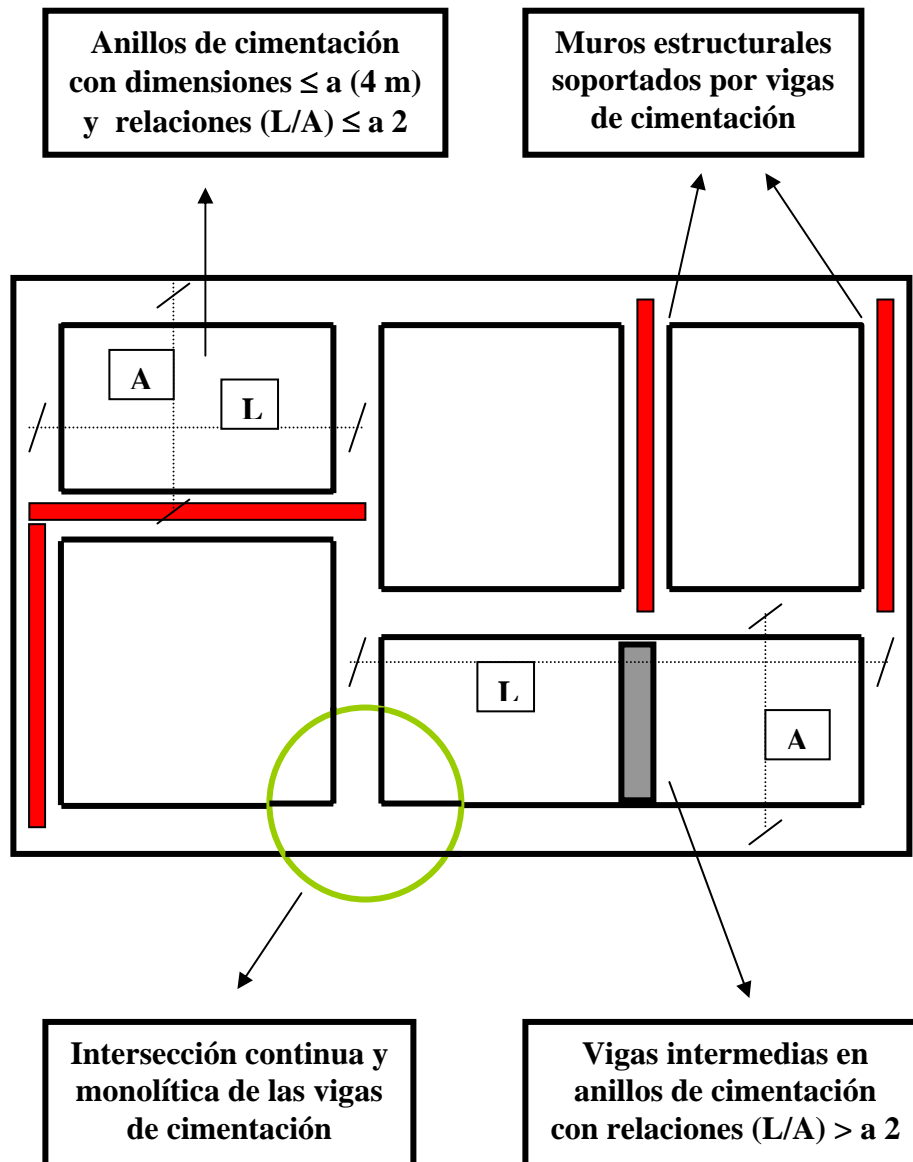 Anillos de cimentación
con dimensiones ≤ a (4 m)
y relaciones (L/A) ≤ a 2
Muros estructurales
soportados por vigas
de cimentación
A
L
L
A
Intersección continua y
monolítica de las vigas
de cimentación
Vigas intermedias en
anillos de cimentación
con relaciones (L/A) > a 2